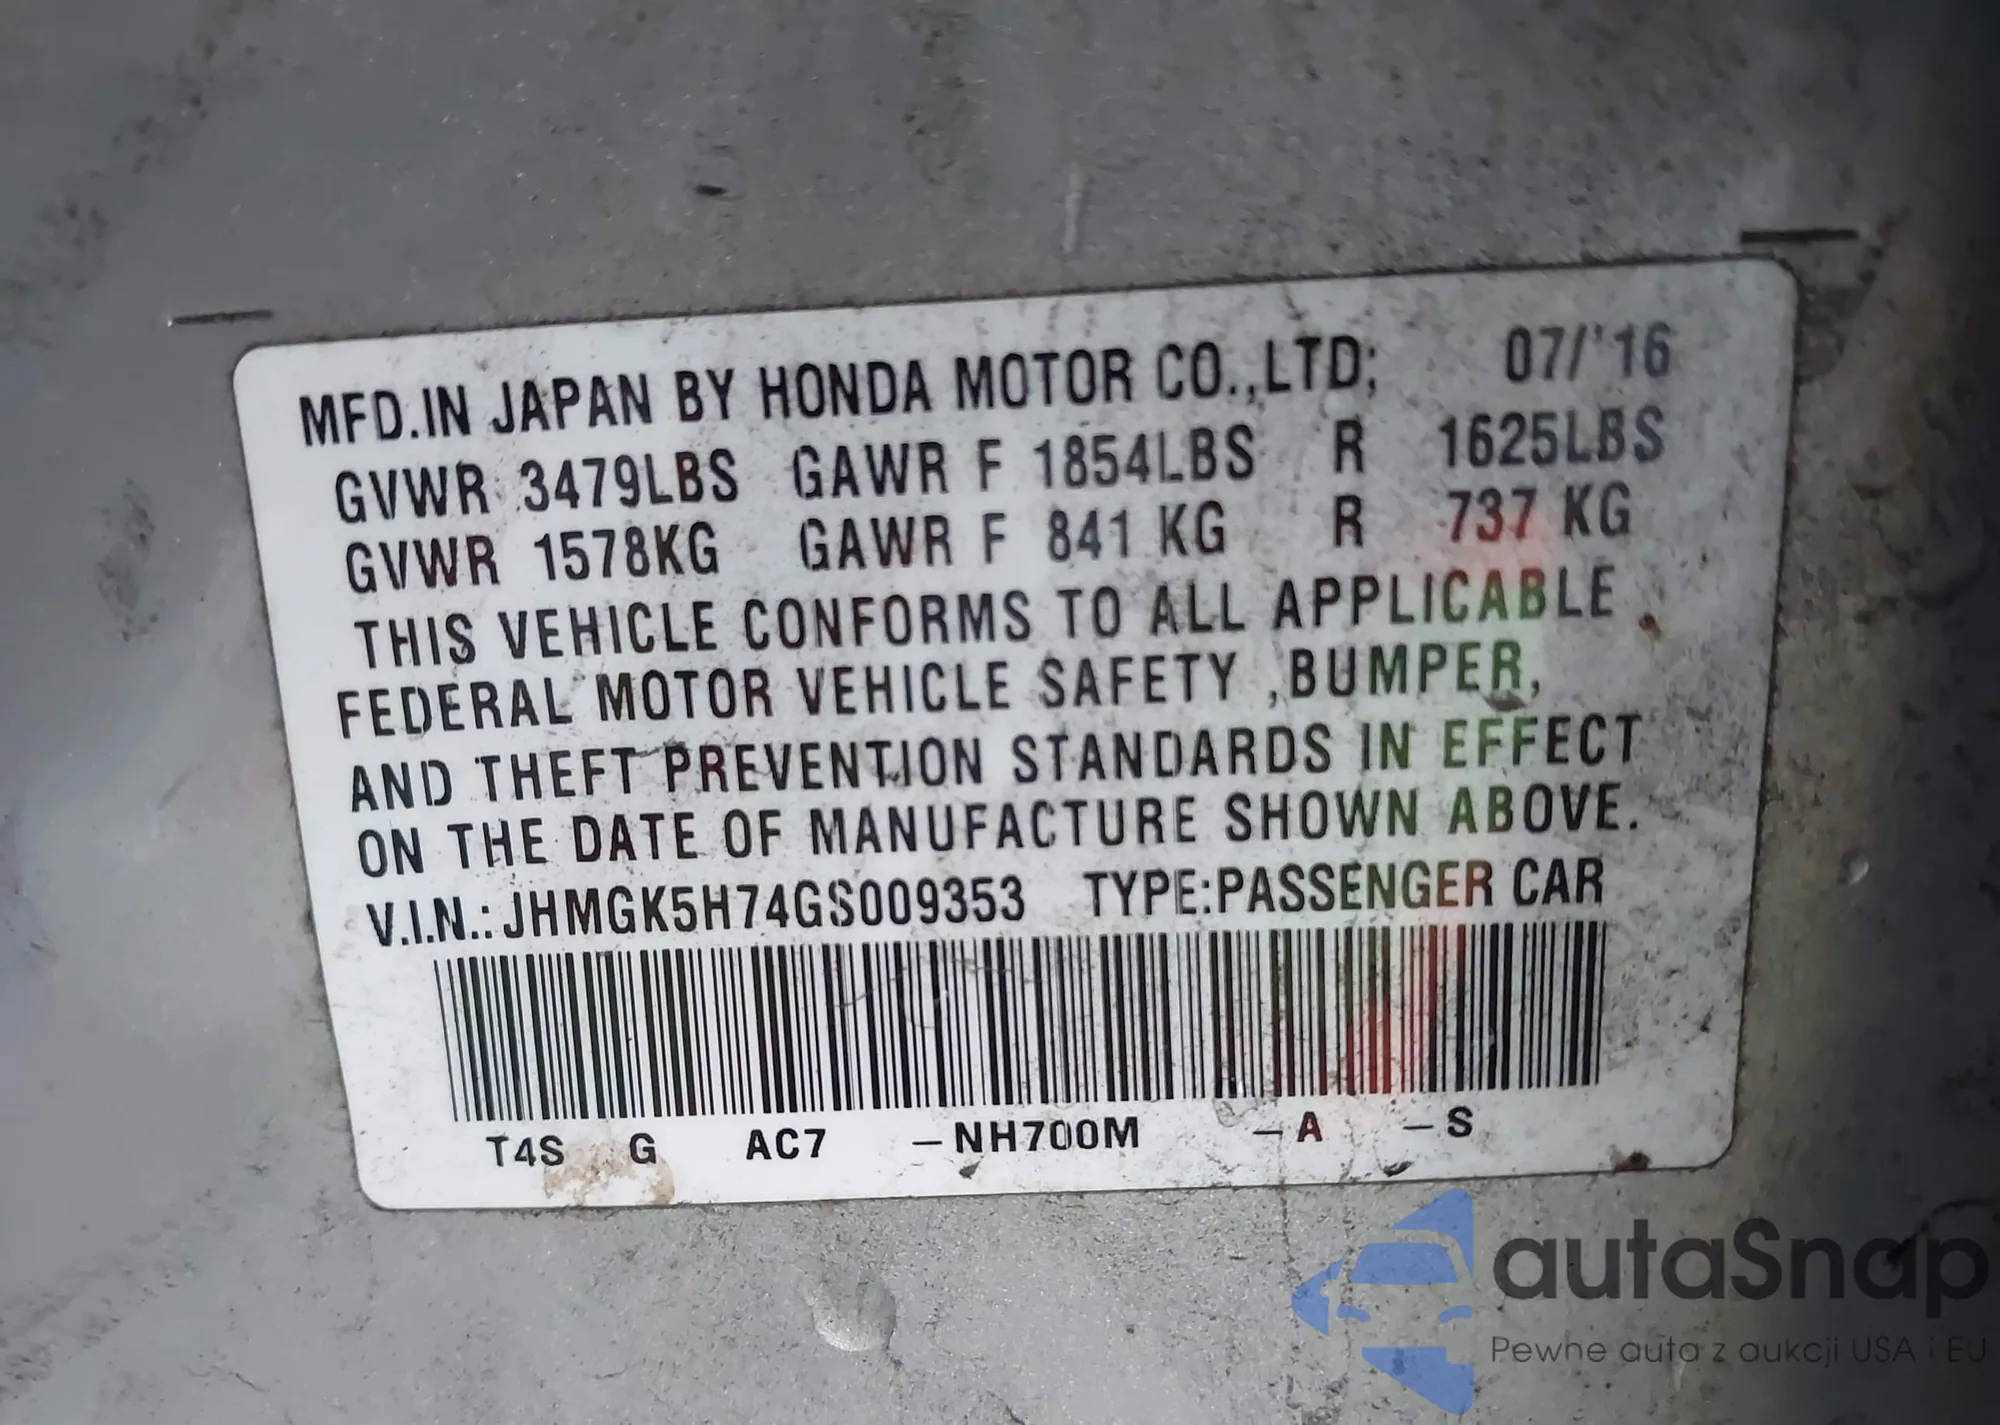 MFD.IN JAPAN BY HONDA MOTOR CO.,LTD; 07/'16
GVWR 3479LBS GAWR F 1854LBS R 1625LBS
GVWR 1578KG GAWR F 841 KG R 737 KG
THIS VEHICLE CONFORMS TO ALL APPLICABLE
FEDERAL MOTOR VEHICLE SAFETY ,BUMPER,
AND THEFT PREVENTION STANDARDS IN EFFECT
ON THE DATE OF MANUFACTURE SHOWN ABOVE.
V.I.N.: JHMGK5H74GS009353 TYPE:PASSENGER CAR
T4S G AC7 –NH700M –A –S
autaSnap
Pewne auta z aukcji USA i EU